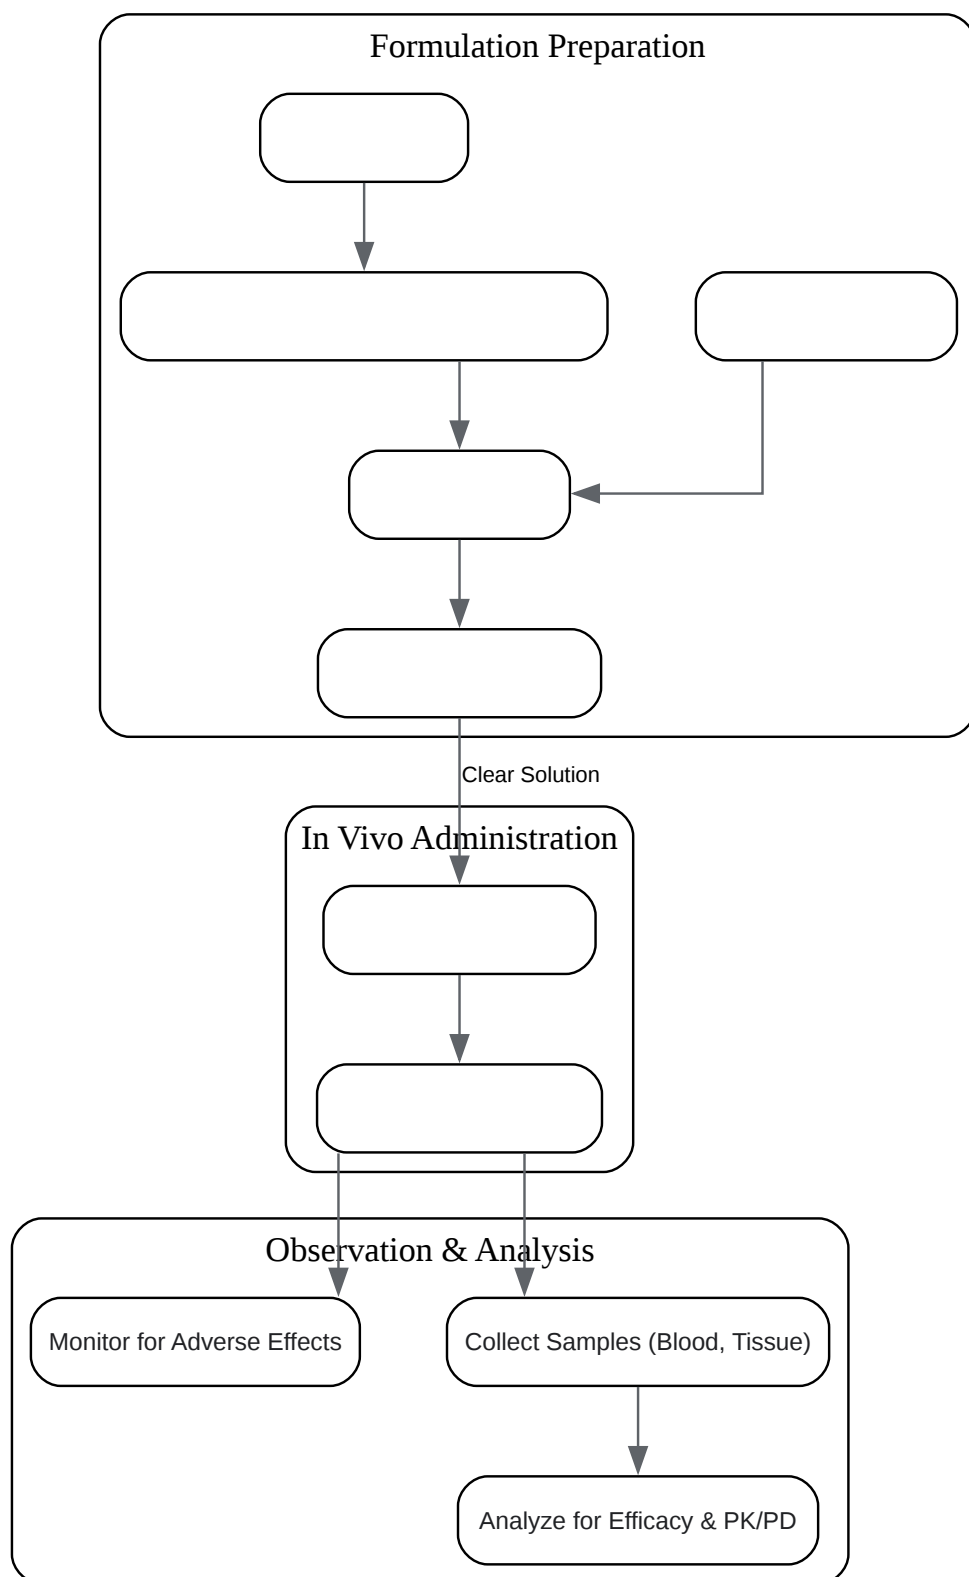 Formulation Preparation
Clear Solution
In Vivo Administration
Observation & Analysis
Monitor for Adverse Effects
Collect Samples (Blood, Tissue)
Analyze for Efficacy & PK/PD